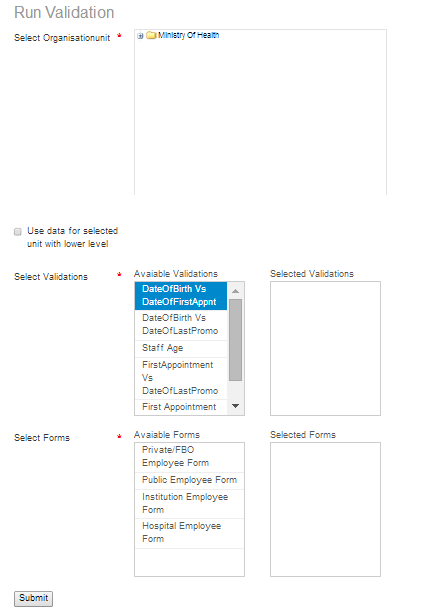 Run Validation
Select Organisationunit *
Ministry Of Health
Use data for selected
unit with lower level
Select Validations *
Avaiable Validations
Selected Validations
DateOfBirth Vs
DateOfFirstAppnt
DateOfBirth Vs
DateOfLastPromo
Staff Age
FirstAppointment
Vs
DateOfLastPromo
First Appointment
Select Forms *
Avaiable Forms
Selected Forms
Private/FBO
Employee Form
Public Employee Form
Institution Employee
Form
Hospital Employee
Form
Submit